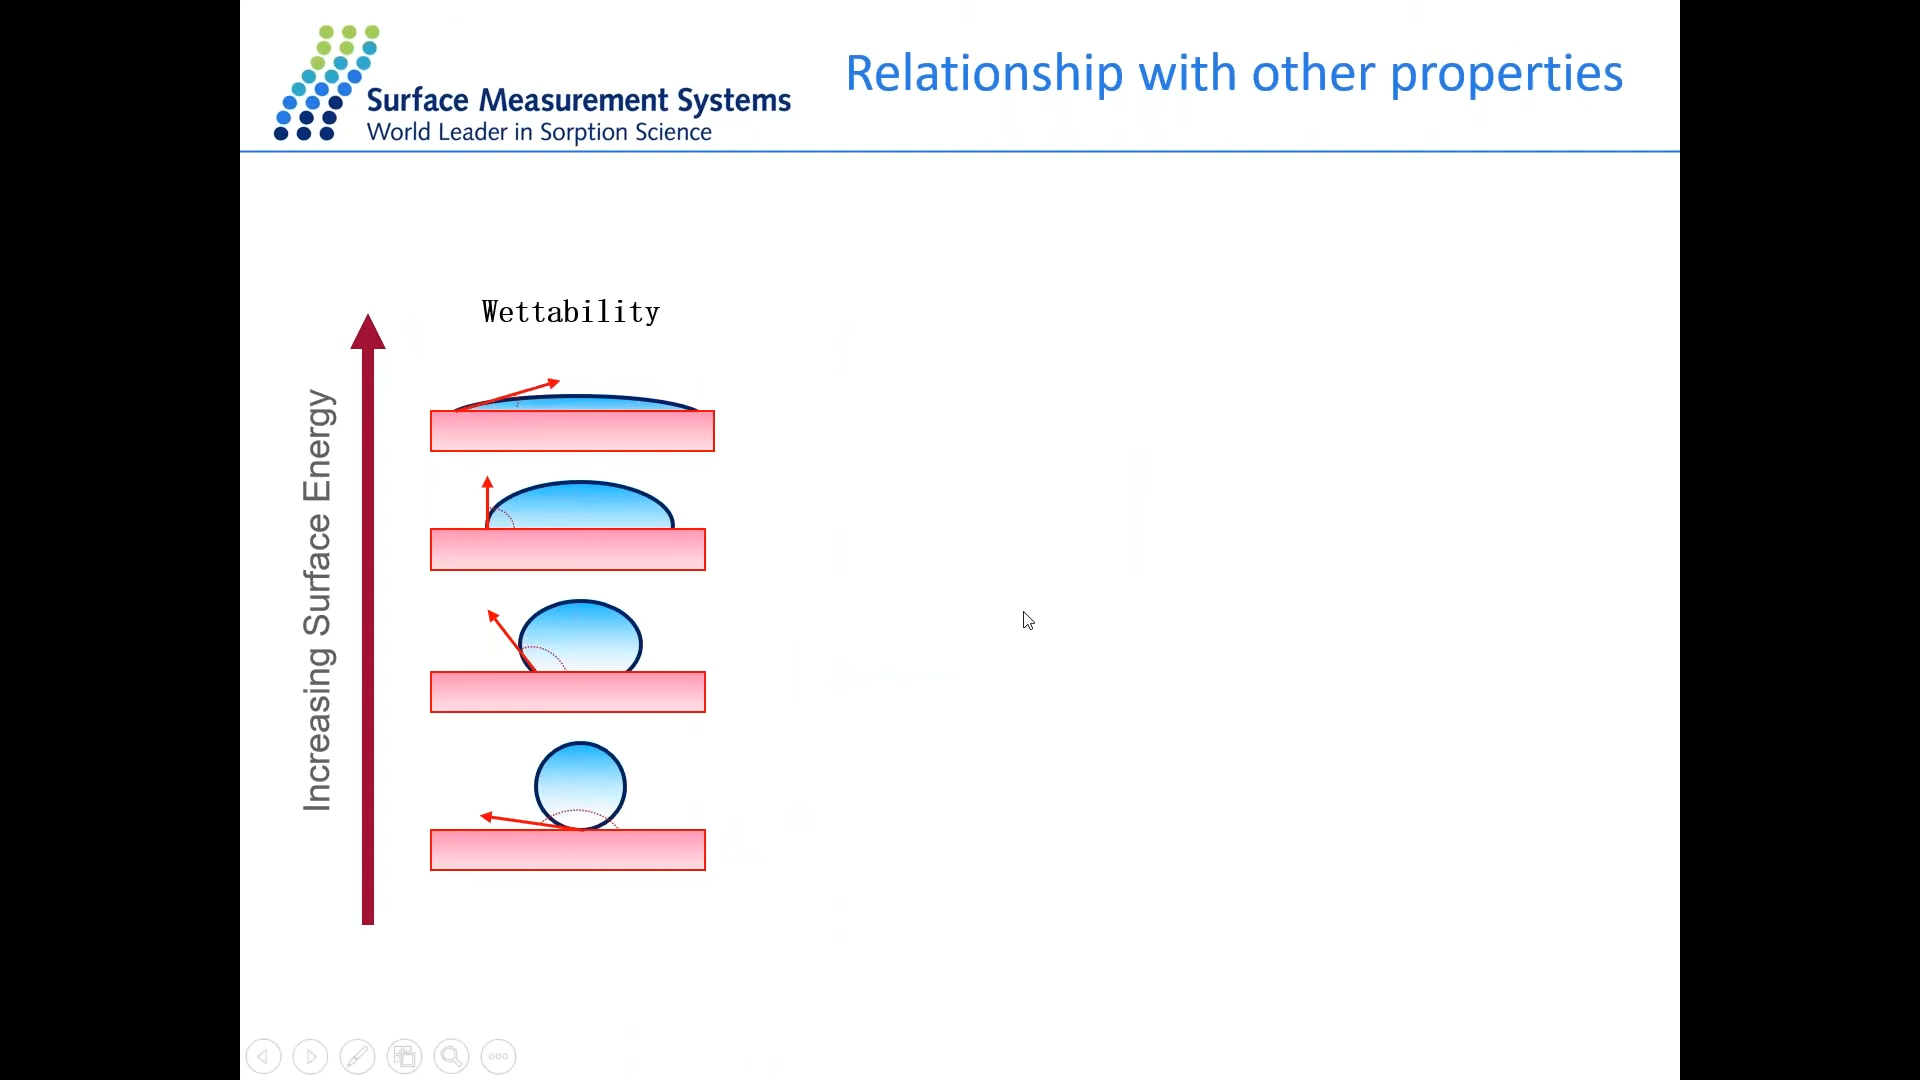 Surface Measurement Systems
World Leader in Sorption Science
Relationship with other properties
Wettability
Increasing Surface Energy